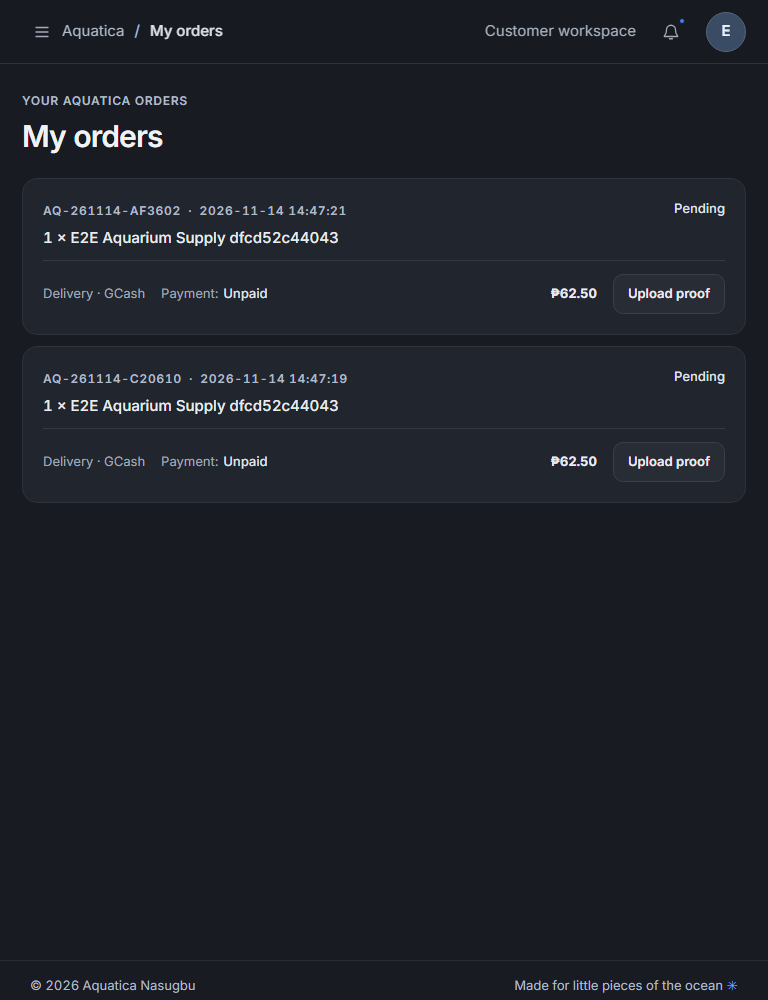 Aquatica / My orders Customer workspace E
YOUR AQUATICA ORDERS
My orders
AQ-261114-AF3602 · 2026-11-14 14:47:21 Pending
1 × E2E Aquarium Supply dfcd52c44043
Delivery · GCash Payment: Unpaid ₱62.50 Upload proof
AQ-261114-C20610 · 2026-11-14 14:47:19 Pending
1 × E2E Aquarium Supply dfcd52c44043
Delivery · GCash Payment: Unpaid ₱62.50 Upload proof
© 2026 Aquatica Nasugbu Made for little pieces of the ocean ✳